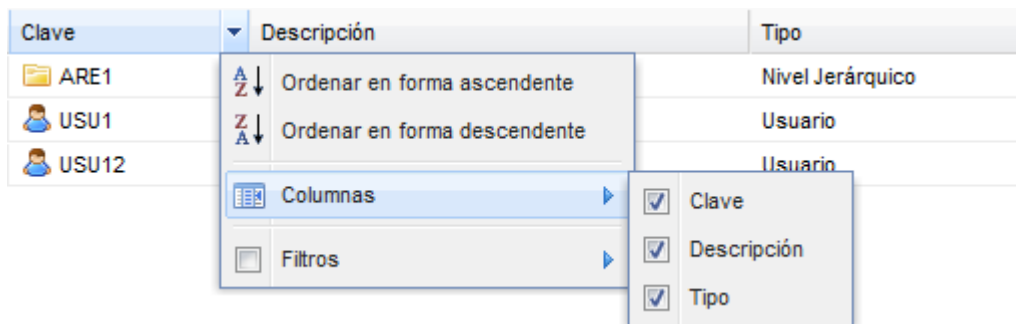 Clave Descripción Tipo
ARE1 Nivel Jerárquico
Ordenar en forma ascendente
USU1 Usuario
Ordenar en forma descendente
USU12 Usuario
Columnas
Clave
Descripción
Filtros
Tipo